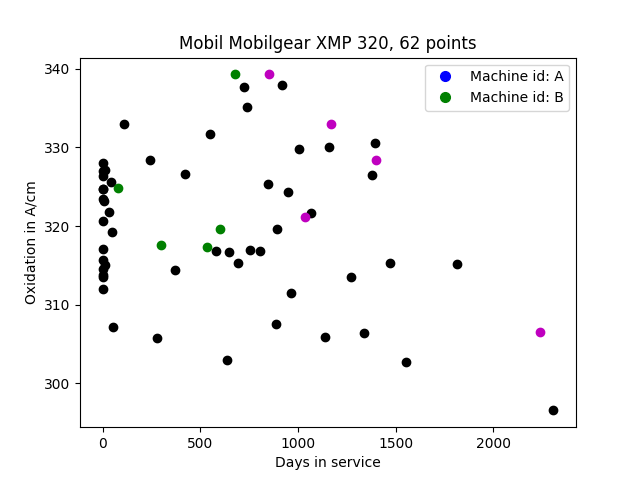 Mobil Mobilgear XMP 320, 62 points
Machine id: A
Machine id: B
340
330
320
310
300
Oxidation in A/cm
0 500 1000 1500 2000
Days in service